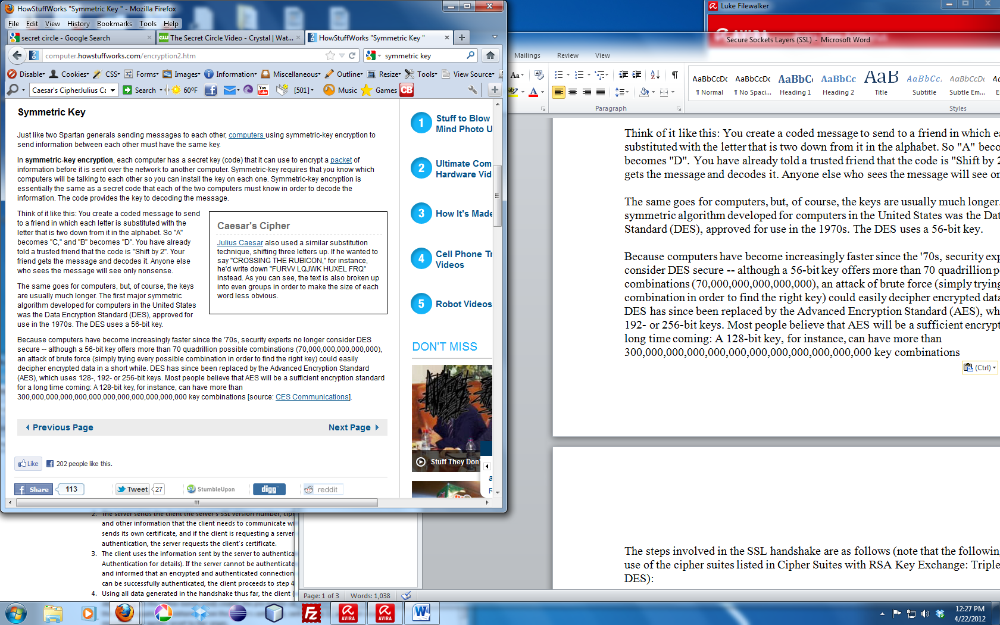 HowStuffWorks "Symmetric Key " - Mozilla Firefox
File Edit View History Bookmarks Tools Help
secret circle - Google Search
The Secret Circle Video - Crystal | Wat...
HowStuffWorks "Symmetric Key "
computer.howstuffworks.com/encryption2.htm
symmetric key
Disable Cookies CSS Forms Images Information Miscellaneous Outline Resize Tools View Source
Caesar's CipherJulius Ca Search 60°F You Tube [501] Music Games CB
Symmetric Key
Just like two Spartan generals sending messages to each other, computers using symmetric-key encryption to
send information between each other must have the same key.
In symmetric-key encryption, each computer has a secret key (code) that it can use to encrypt a packet of
information before it is sent over the network to another computer. Symmetric-key requires that you know which
computers will be talking to each other so you can install the key on each one. Symmetric-key encryption is
essentially the same as a secret code that each of the two computers must know in order to decode the
information. The code provides the key to decoding the message.
Think of it like this: You create a coded message to send
to a friend in which each letter is substituted with the
letter that is two down from it in the alphabet. So "A"
becomes "C," and "B" becomes "D". You have already
told a trusted friend that the code is "Shift by 2". Your
friend gets the message and decodes it. Anyone else
who sees the message will see only nonsense.
The same goes for computers, but, of course, the keys
are usually much longer. The first major symmetric
algorithm developed for computers in the United States
was the Data Encryption Standard (DES), approved for
use in the 1970s. The DES uses a 56-bit key.
Caesar's Cipher
Julius Caesar also used a similar substitution
technique, shifting three letters up. If he wanted to
say "CROSSING THE RUBICON," for instance,
he'd write down "FURVV LQJWK HUXEL FRQ"
instead. As you can see, the text is also broken up
into even groups in order to make the size of each
word less obvious.
Because computers have become increasingly faster since the '70s, security experts no longer consider DES
secure -- although a 56-bit key offers more than 70 quadrillion possible combinations (70,000,000,000,000,000),
an attack of brute force (simply trying every possible combination in order to find the right key) could easily
decipher encrypted data in a short while. DES has since been replaced by the Advanced Encryption Standard
(AES), which uses 128-, 192- or 256-bit keys. Most people believe that AES will be a sufficient encryption standard
for a long time coming: A 128-bit key, for instance, can have more than
300,000,000,000,000,000,000,000,000,000,000,000 key combinations [source: CES Communications].
Previous Page
Next Page
Like
202 people like this.
Share 113
Tweet 27
StumbleUpon
digg
reddit
1 Stuff to Blow
Mind Photo U
2 Ultimate Com
Hardware Vid
3 How It's Made
4 Cell Phone Tr
Videos
5 Robot Videos
DON'T MISS
Stuff They Don'
a
R
Luke Filewalker
AVIRA
Secure Sockets Layers (SSL) - Microsoft Word
Mailings Review View
Aa
AaBbCcDc AaBbCcDc AaBbCc AaBbCc AaB AaBbCc. AaBbCcDc
¶ Normal ¶ No Spaci... Heading 1 Heading 2 Title Subtitle Subtle Em...
Paragraph
Styles
Think of it like this: You create a coded message to send to a friend in which ea
substituted with the letter that is two down from it in the alphabet. So "A" beco
becomes "D". You have already told a trusted friend that the code is "Shift by 2
gets the message and decodes it. Anyone else who sees the message will see on
The same goes for computers, but, of course, the keys are usually much longer.
symmetric algorithm developed for computers in the United States was the Dat
Standard (DES), approved for use in the 1970s. The DES uses a 56-bit key.
Because computers have become increasingly faster since the '70s, security exp
consider DES secure -- although a 56-bit key offers more than 70 quadrillion po
combinations (70,000,000,000,000,000), an attack of brute force (simply trying
combination in order to find the right key) could easily decipher encrypted data
DES has since been replaced by the Advanced Encryption Standard (AES), wh
192- or 256-bit keys. Most people believe that AES will be a sufficient encrypt
long time coming: A 128-bit key, for instance, can have more than
300,000,000,000,000,000,000,000,000,000,000,000 key combinations
(Ctrl)
The steps involved in the SSL handshake are as follows (note that the following
use of the cipher suites listed in Cipher Suites with RSA Key Exchange: Triple
DES):
2. The server sends the client the server's SSL version number, ciph
and other information that the client needs to communicate wi
sends its own certificate, and if the client is requesting a server
authentication, the server requests the client's certificate.
3. The client uses the information sent by the server to authentica
Authentication for details). If the server cannot be authenticate
and informed that an encrypted and authenticated connection
can be successfully authenticated, the client proceeds to step 4
4. Using all data generated in the handshake thus far, the client (
Page: 1 of 3 Words: 1,038
AVIRA AVIRA
12:27 PM
4/22/2012